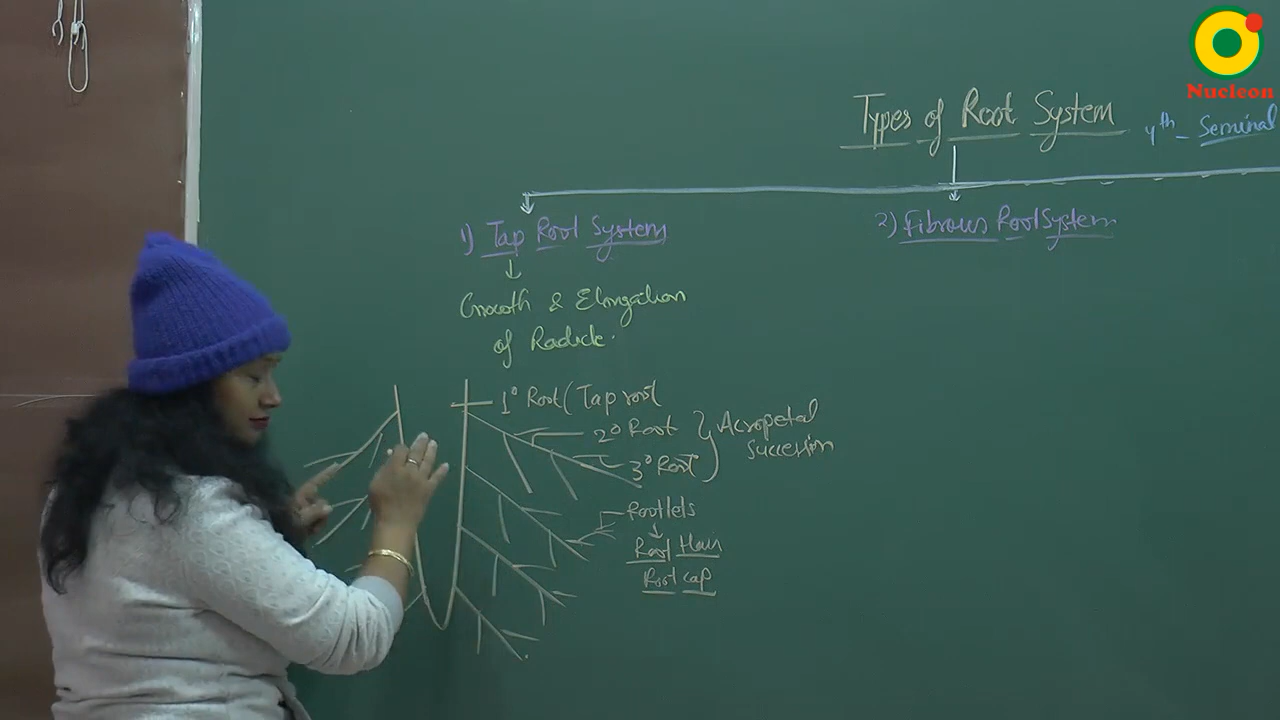 Nucleon
Types of Root System
4th - Seminal
1) Tap Root System
2) Fibrous Root System
Growth & Elongation
of Radicle.
1° Root (Tap root
2° Root
3° Root
Acropetal
Succession
Rootlets
Root Hairs
Root cap